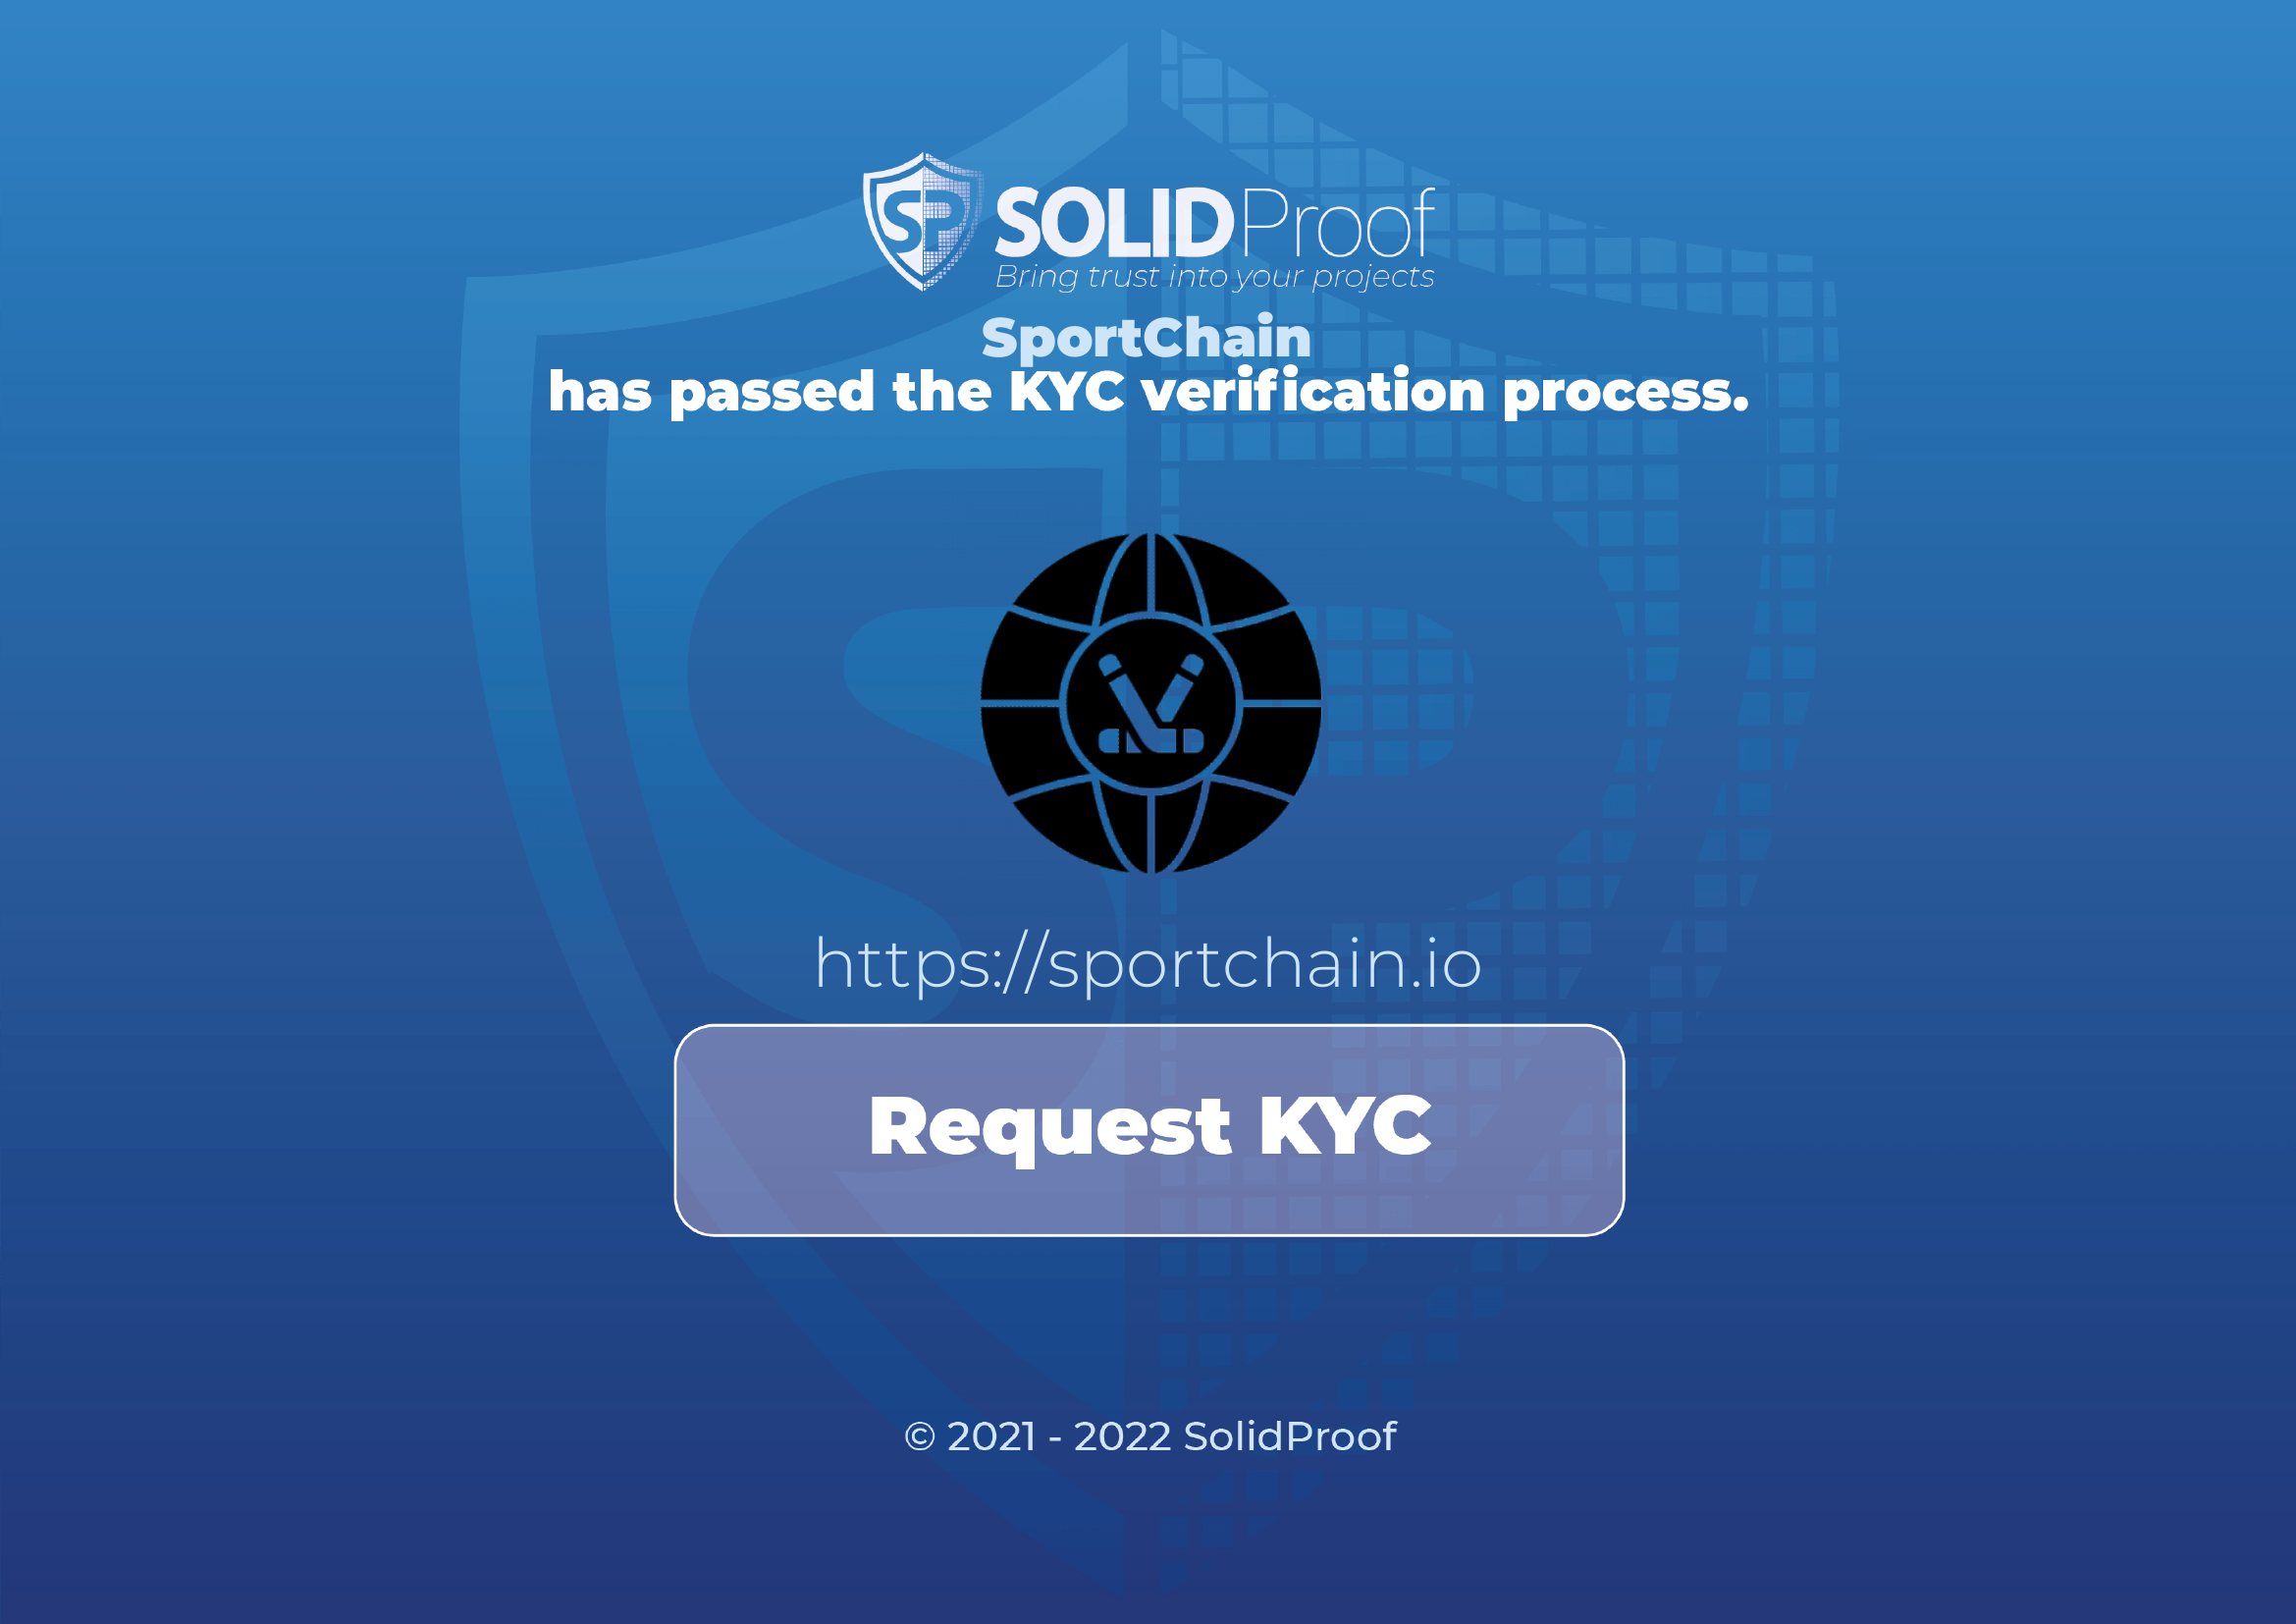 SP SOLIDProof
Bring trust into your projects
SportChain
has passed the KYC verification process.
https://sportchain.io
Request KYC
© 2021 - 2022 SolidProof